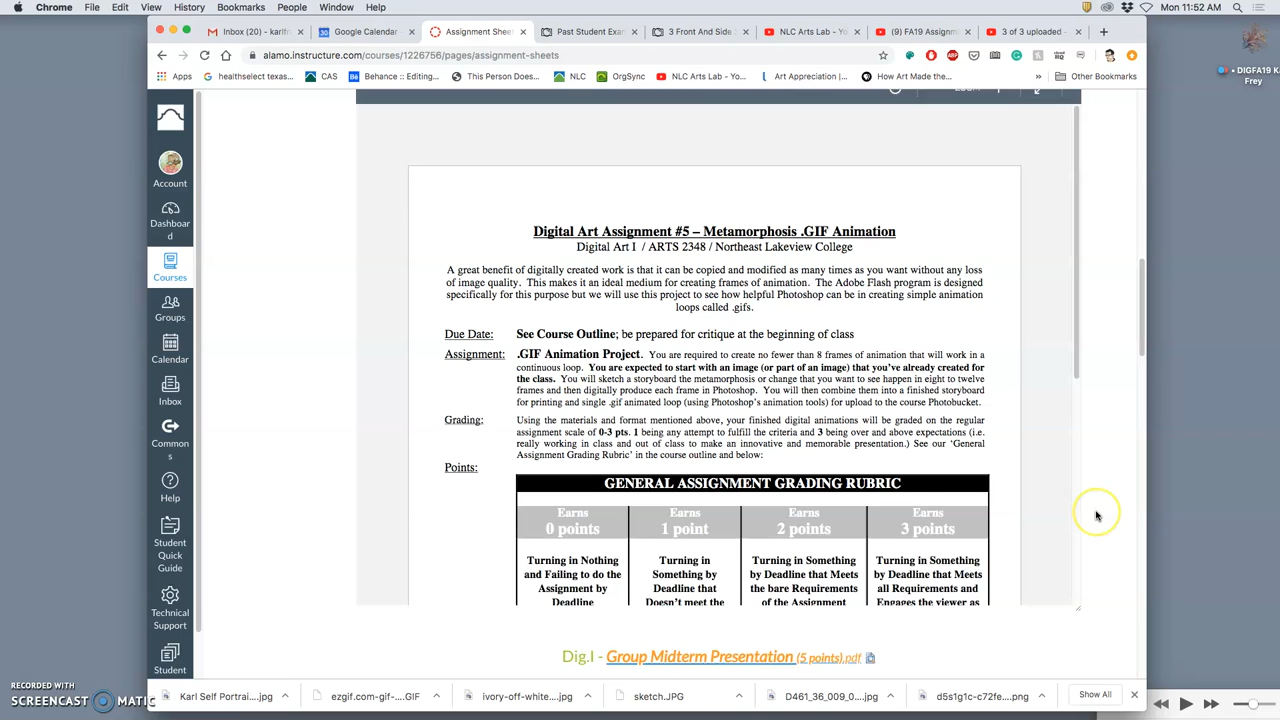 Chrome File Edit View History Bookmarks People Window Help Mon 11:52 AM
Inbox (20) - karlfr Google Calendar Assignment Shee Past Student Exa 3 Front And Side NLC Arts Lab - Yo (9) FA19 Assignm 3 of 3 uploaded
alamo.instructure.com/courses/1226756/pages/assignment-sheets
Apps healthselect texas... CAS Behance :: Editing... This Person Does... NLC OrgSync NLC Arts Lab - Yo... Art Appreciation |... How Art Made the... » Other Bookmarks
DIGFA19 K
Frey
Account
Dashboar
d
Courses
Groups
Calendar
Inbox
Common
s
Help
Student
Quick
Guide
Technical
Support
Student
Digital Art Assignment #5 – Metamorphosis .GIF Animation
Digital Art I / ARTS 2348 / Northeast Lakeview College
A great benefit of digitally created work is that it can be copied and modified as many times as you want without any loss
of image quality. This makes it an ideal medium for creating frames of animation. The Adobe Flash program is designed
specifically for this purpose but we will use this project to see how helpful Photoshop can be in creating simple animation
loops called .gifs.
Due Date: See Course Outline; be prepared for critique at the beginning of class
Assignment: .GIF Animation Project. You are required to create no fewer than 8 frames of animation that will work in a
continuous loop. You are expected to start with an image (or part of an image) that you've already created for
the class. You will sketch a storyboard the metamorphosis or change that you want to see happen in eight to twelve
frames and then digitally produce each frame in Photoshop. You will then combine them into a finished storyboard
for printing and single .gif animated loop (using Photoshop's animation tools) for upload to the course Photobucket.
Grading: Using the materials and format mentioned above, your finished digital animations will be graded on the regular
assignment scale of 0-3 pts. 1 being any attempt to fulfill the criteria and 3 being over and above expectations (i.e.
really working in class and out of class to make an innovative and memorable presentation.) See our 'General
Assignment Grading Rubric' in the course outline and below:
Points:
GENERAL ASSIGNMENT GRADING RUBRIC
Earns Earns Earns Earns
0 points 1 point 2 points 3 points
Turning in Nothing Turning in Turning in Something Turning in Something
and Failing to do the Something by by Deadline that Meets by Deadline that Meets
Assignment by Deadline that the bare Requirements all Requirements and
Deadline Doesn't meet the of the Assignment Engages the viewer as
Dig.I - Group Midterm Presentation (5 points).pdf
Karl Self Portrai....jpg ezgif.com-gif-....GIF ivory-off-white....jpg sketch.JPG D461_36_009_0....jpg d5s1g1c-c72fe....png Show All
RECORDED WITH
SCREENCAST MATIC